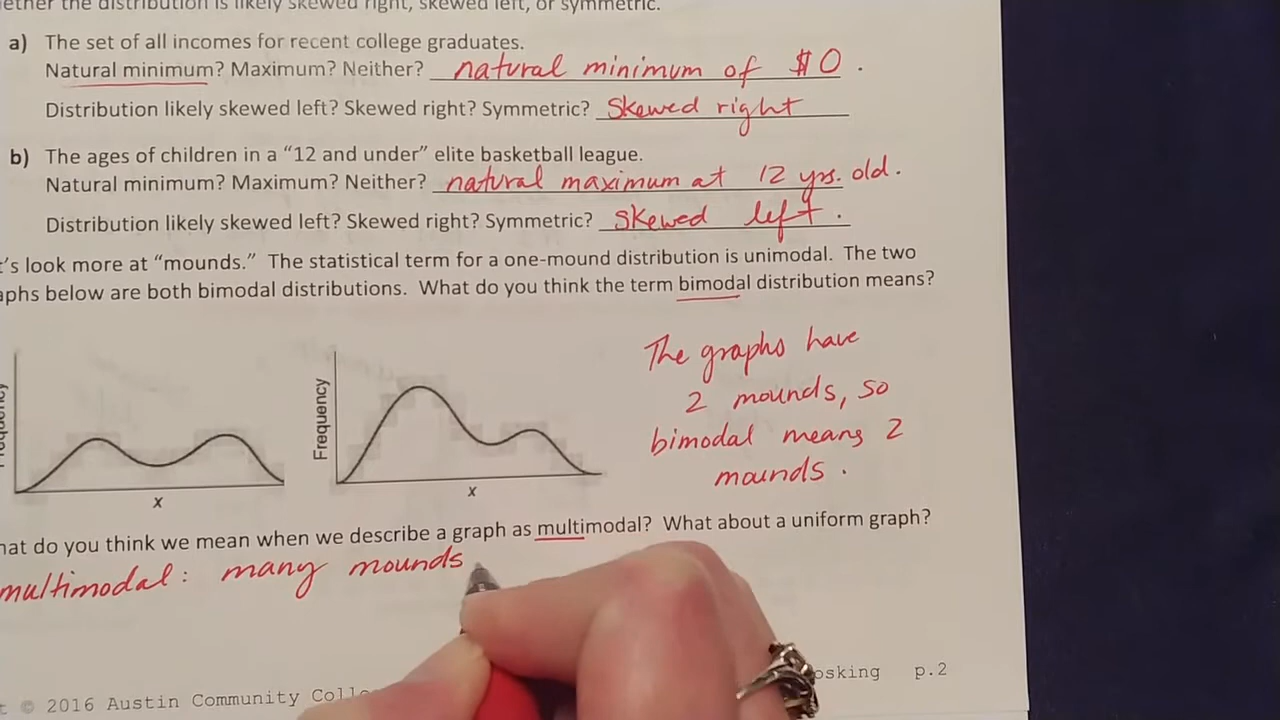 the distribution is likely skewed right, skewed left, or symmetric.
a) The set of all incomes for recent college graduates.
Natural minimum? Maximum? Neither? natural minimum of $0.
Distribution likely skewed left? Skewed right? Symmetric? Skewed right
b) The ages of children in a “12 and under” elite basketball league.
Natural minimum? Maximum? Neither? natural maximum at 12 yrs. old.
Distribution likely skewed left? Skewed right? Symmetric? skewed left.
look more at “mounds.” The statistical term for a one-mound distribution is unimodal. The two
below are both bimodal distributions. What do you think the term bimodal distribution means?
The graphs have
2 mounds, so
bimodal means 2
mounds.
Frequency
x
x
do you think we mean when we describe a graph as multimodal? What about a uniform graph?
multimodal: many mounds
© 2016 Austin Community p.2